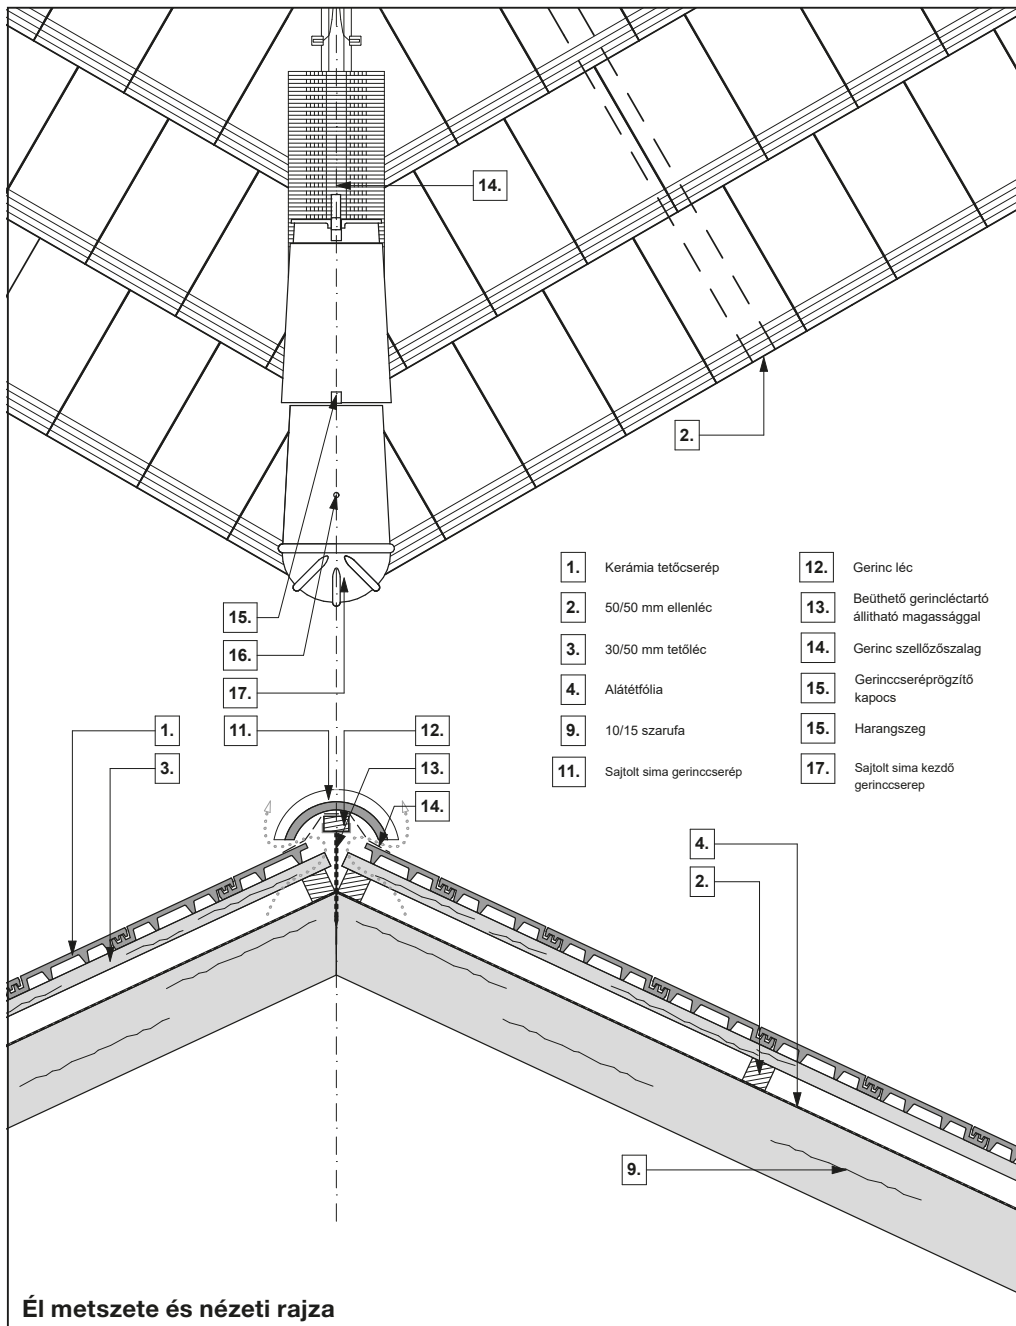 14.
2.
1. Kerámia tetőcserép
2. 50/50 mm ellenléc
3. 30/50 mm tetőléc
4. Alátétfólia
9. 10/15 szarufa
11. Sajtolt sima gerinccserép
12. Gerinc léc
13. Beüthető gerincléctartó
állitható magassággal
14. Gerinc szellőzőszalag
15. Gerinccseréprögzítő
kapocs
15. Harangszeg
17. Sajtolt sima kezdő
gerinccserep
15.
16.
17.
1.
11.
12.
3.
13.
14.
4.
2.
9.
Él metszete és nézeti rajza